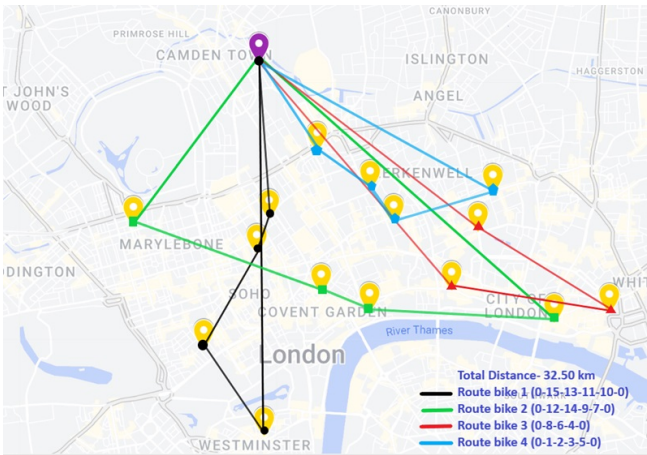 CANONBURY
PRIMROSE HILL
CAMDEN TOWN
ISLINGTON
HAGGERSTON
T JOHN'S
WOOD
ANGEL
ERKENWELL
MARYLEBONE
DDINGTON
WHIT
SOHO
CITY OF
LONDON
COVENT GARDEN
River Thames
London
Total Distance- 32.50 km
Route bike 1 (0-15-13-11-10-0)
Route bike 2 (0-12-14-9-7-0)
Route bike 3 (0-8-6-4-0)
Route bike 4 (0-1-2-3-5-0)
WESTMINSTER